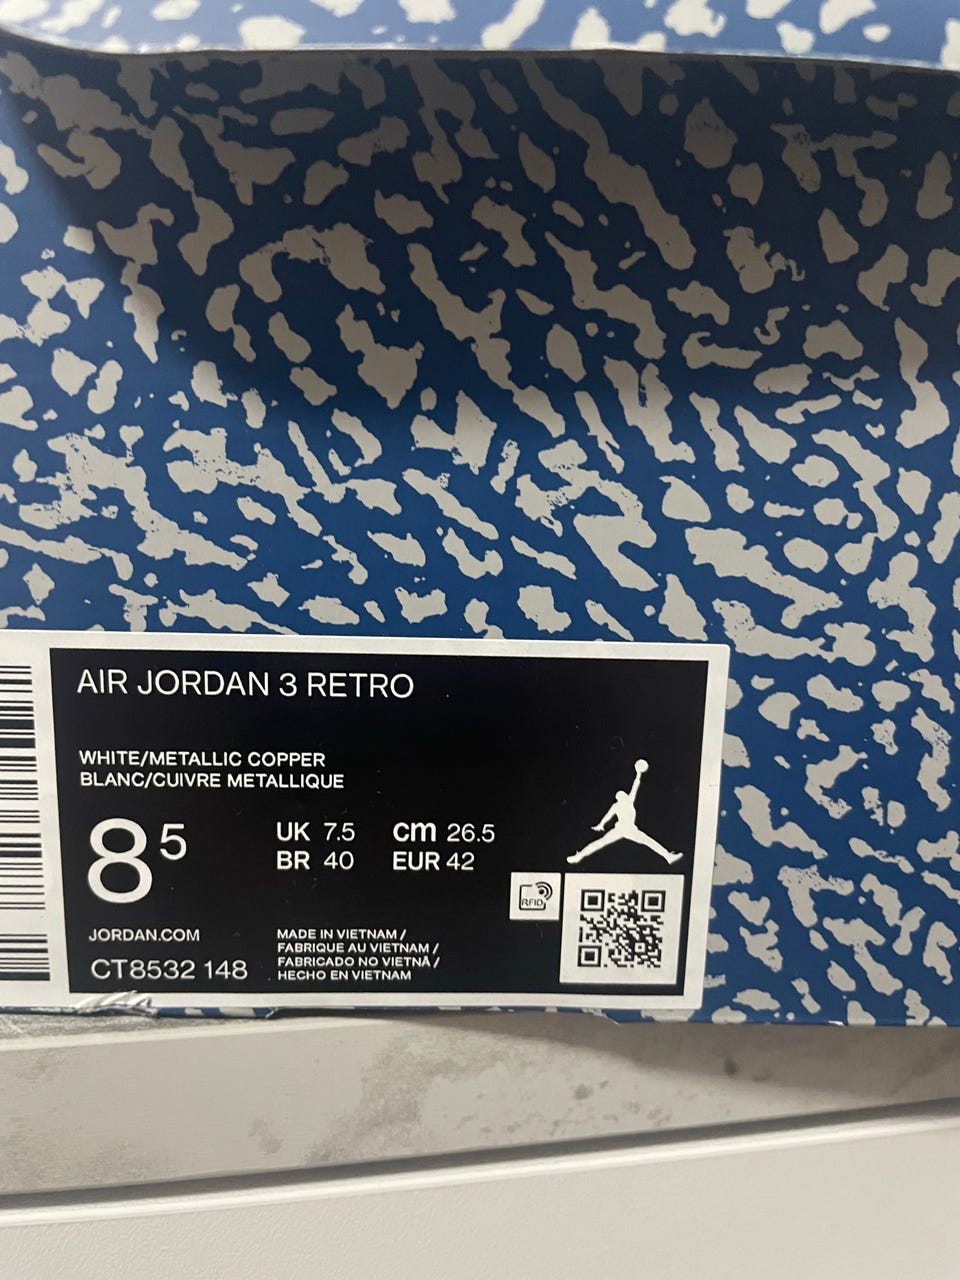 AIR JORDAN 3 RETRO
WHITE/METALLIC COPPER
BLANC/CUIVRE METALLIQUE
8 5
UK 7.5 cm 26.5
BR 40 EUR 42
RFID
JORDAN.COM
CT8532 148
MADE IN VIETNAM /
FABRIQUE AU VIETNAM /
FABRICADO NO VIETNÃ /
HECHO EN VIETNAM